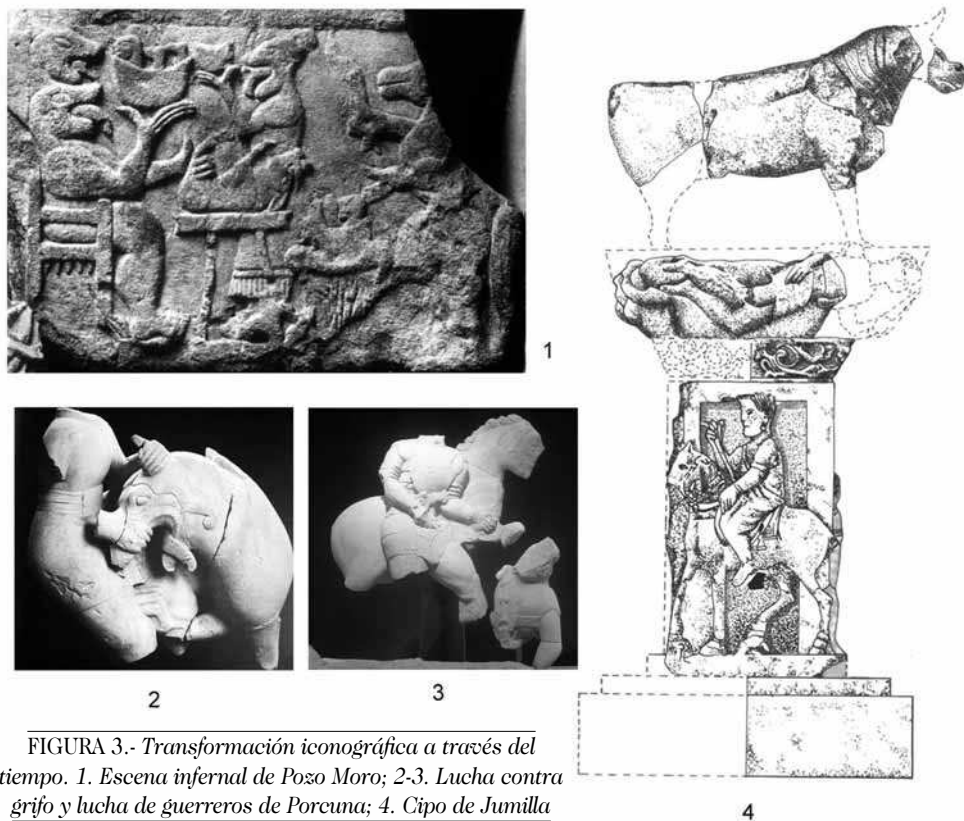 1
2
3
4
FIGURA 3.- Transformación iconográfica a través del
tiempo. 1. Escena infernal de Pozo Moro; 2-3. Lucha contra
grifo y lucha de guerreros de Porcuna; 4. Cipo de Jumilla